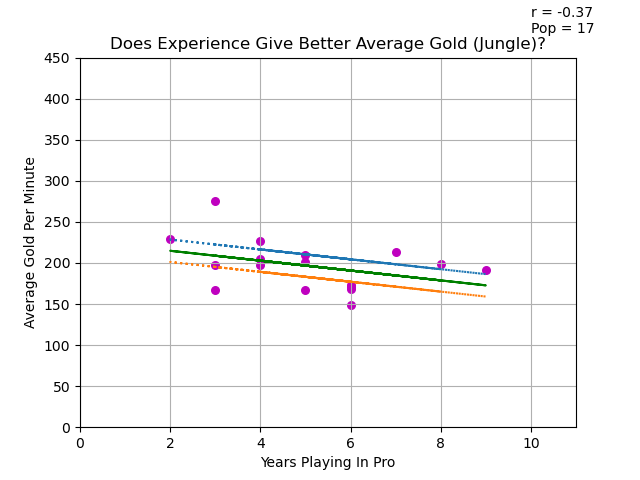 r = -0.37
Pop = 17
Does Experience Give Better Average Gold (Jungle)?
450
400
350
300
250
200
150
100
50
0
Average Gold Per Minute
0 2 4 6 8 10
Years Playing In Pro